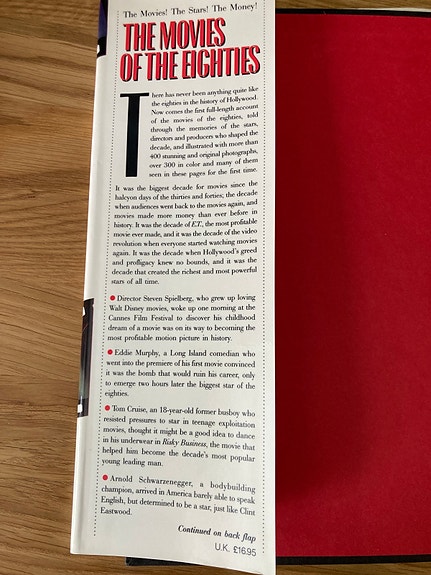 The Movies! The Stars! The Money!
THE MOVIES
OF THE EIGHTIES
There has never been anything quite like
the eighties in the history of Hollywood.
Now comes the first full-length account
of the movies of the eighties, told
through the memories of the stars,
directors and producers who shaped the
decade, and illustrated with more than
400 stunning and original photographs,
over 300 in color and many of them
seen in these pages for the first time.
It was the biggest decade for movies since the
halcyon days of the thirties and forties; the decade
when audiences went back to the movies again, and
movies made more money than ever before in
history. It was the decade of E.T., the most profitable
movie ever made, and it was the decade of the video
revolution when everyone started watching movies
again. It was the decade when Hollywood's greed
and profligacy knew no bounds, and it was the
decade that created the richest and most powerful
stars of all time.
● Director Steven Spielberg, who grew up loving
Walt Disney movies, woke up one morning at the
Cannes Film Festival to discover his childhood
dream of a movie was on its way to becoming the
most profitable motion picture in history.
● Eddie Murphy, a Long Island comedian who
went into the premiere of his first movie convinced
it was the bomb that would ruin his career, only
to emerge two hours later the biggest star of the
eighties.
● Tom Cruise, an 18-year-old former busboy who
resisted pressures to star in teenage exploitation
movies, thought it might be a good idea to dance
in his underwear in Risky Business, the movie that
helped him become the decade's most popular
young leading man.
● Arnold Schwarzenegger, a bodybuilding
champion, arrived in America barely able to speak
English, but determined to be a star, just like Clint
Eastwood.
Continued on back flap
U.K. £16.95